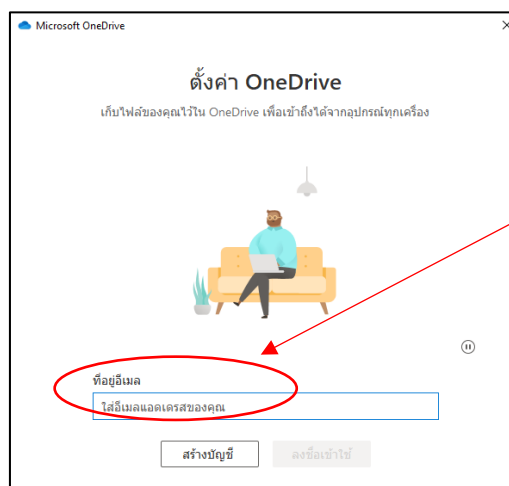 Microsoft OneDrive
ตั้งค่า OneDrive
เก็บไฟล์ของคุณไว้ใน OneDrive เพื่อเข้าถึงได้จากอุปกรณ์ทุกเครื่อง
ที่อยู่อีเมล
ใส่อีเมลแอดเดรสของคุณ
สร้างบัญชี
ลงชื่อเข้าใช้